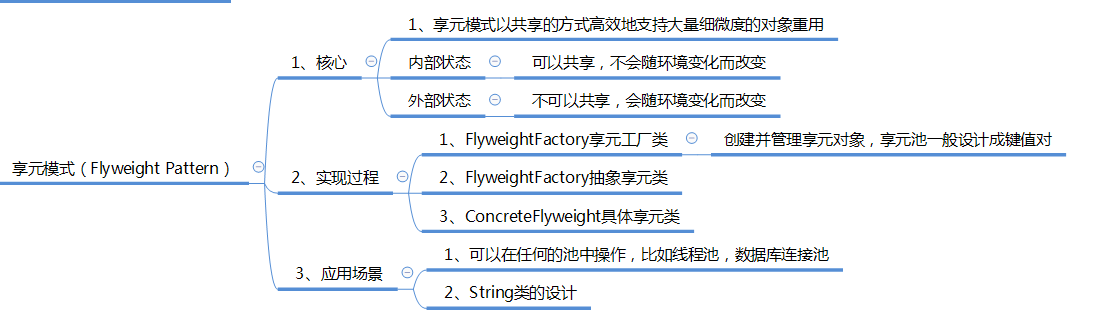 享元模式（Flyweight Pattern）
1、核心
1、享元模式以共享的方式高效地支持大量细微度的对象重用
内部状态
可以共享，不会随环境变化而改变
外部状态
不可以共享，会随环境变化而改变
2、实现过程
1、FlyweightFactory享元工厂类
创建并管理享元对象，享元池一般设计成键值对
2、FlyweightFactory抽象享元类
3、ConcreteFlyweight具体享元类
3、应用场景
1、可以在任何的池中操作，比如线程池，数据库连接池
2、String类的设计